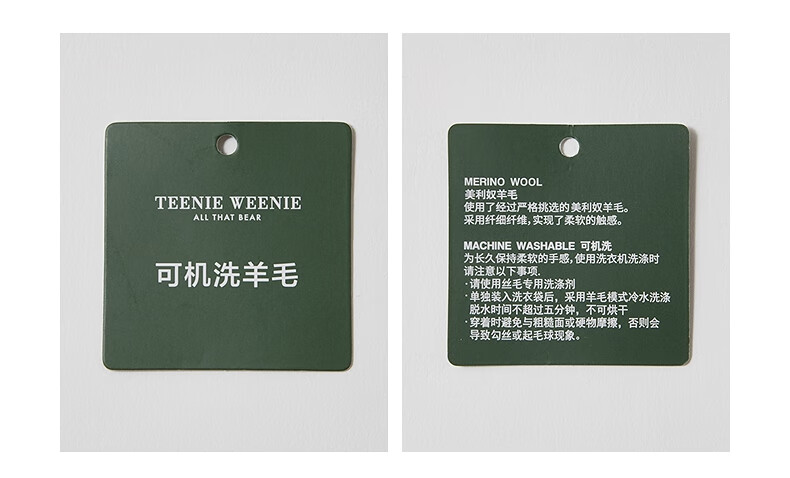 TEENIE WEENIE
ALL THAT BEAR
可机洗羊毛
MERINO WOOL
美利奴羊毛
使用了经过严格挑选的美利奴羊毛。
采用纤细纤维,实现了柔软的触感。
MACHINE WASHABLE 可机洗
为长久保持柔软的手感,使用洗衣机洗涤时
请注意以下事项.
·请使用丝毛专用洗涤剂
·单独装入洗衣袋后，采用羊毛模式冷水洗涤
脱水时间不超过五分钟，不可烘干
·穿着时避免与粗糙面或硬物摩擦，否则会
导致勾丝或起毛球现象。